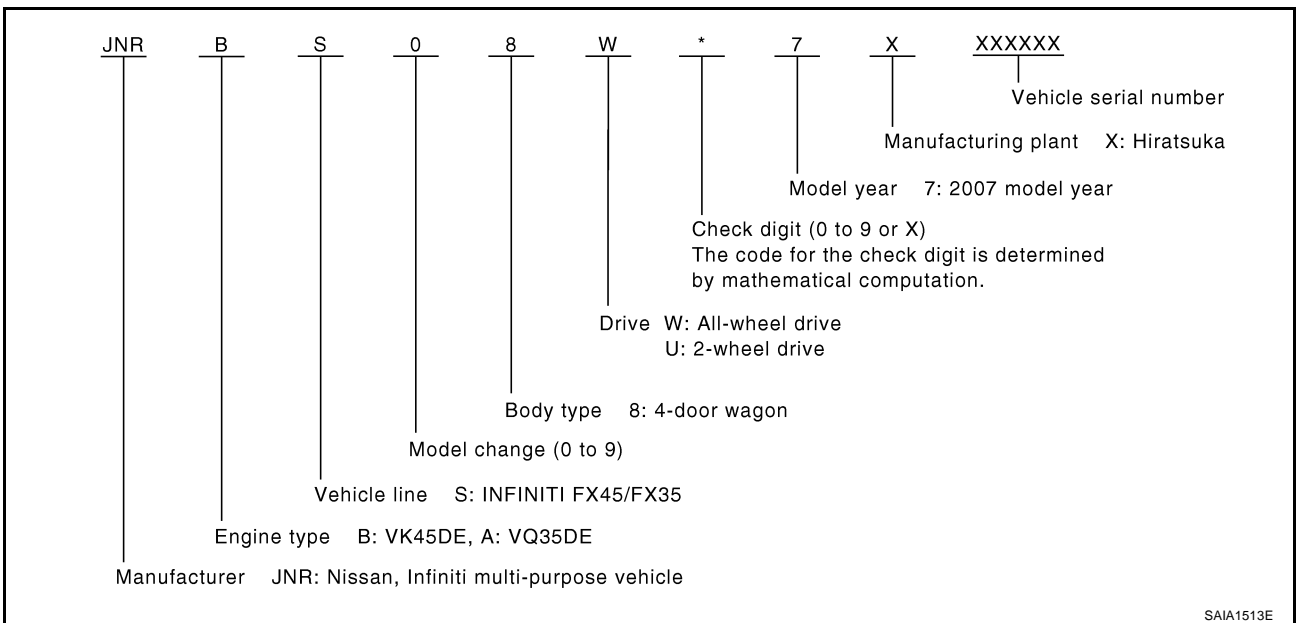 JNR B S 0 8 W * 7 X XXXXXX
Vehicle serial number
Manufacturing plant X: Hiratsuka
Model year 7: 2007 model year
Check digit (0 to 9 or X)
The code for the check digit is determined
by mathematical computation.
Drive W: All-wheel drive
U: 2-wheel drive
Body type 8: 4-door wagon
Model change (0 to 9)
Vehicle line S: INFINITI FX45/FX35
Engine type B: VK45DE, A: VQ35DE
Manufacturer JNR: Nissan, Infiniti multi-purpose vehicle
SAIA1513E